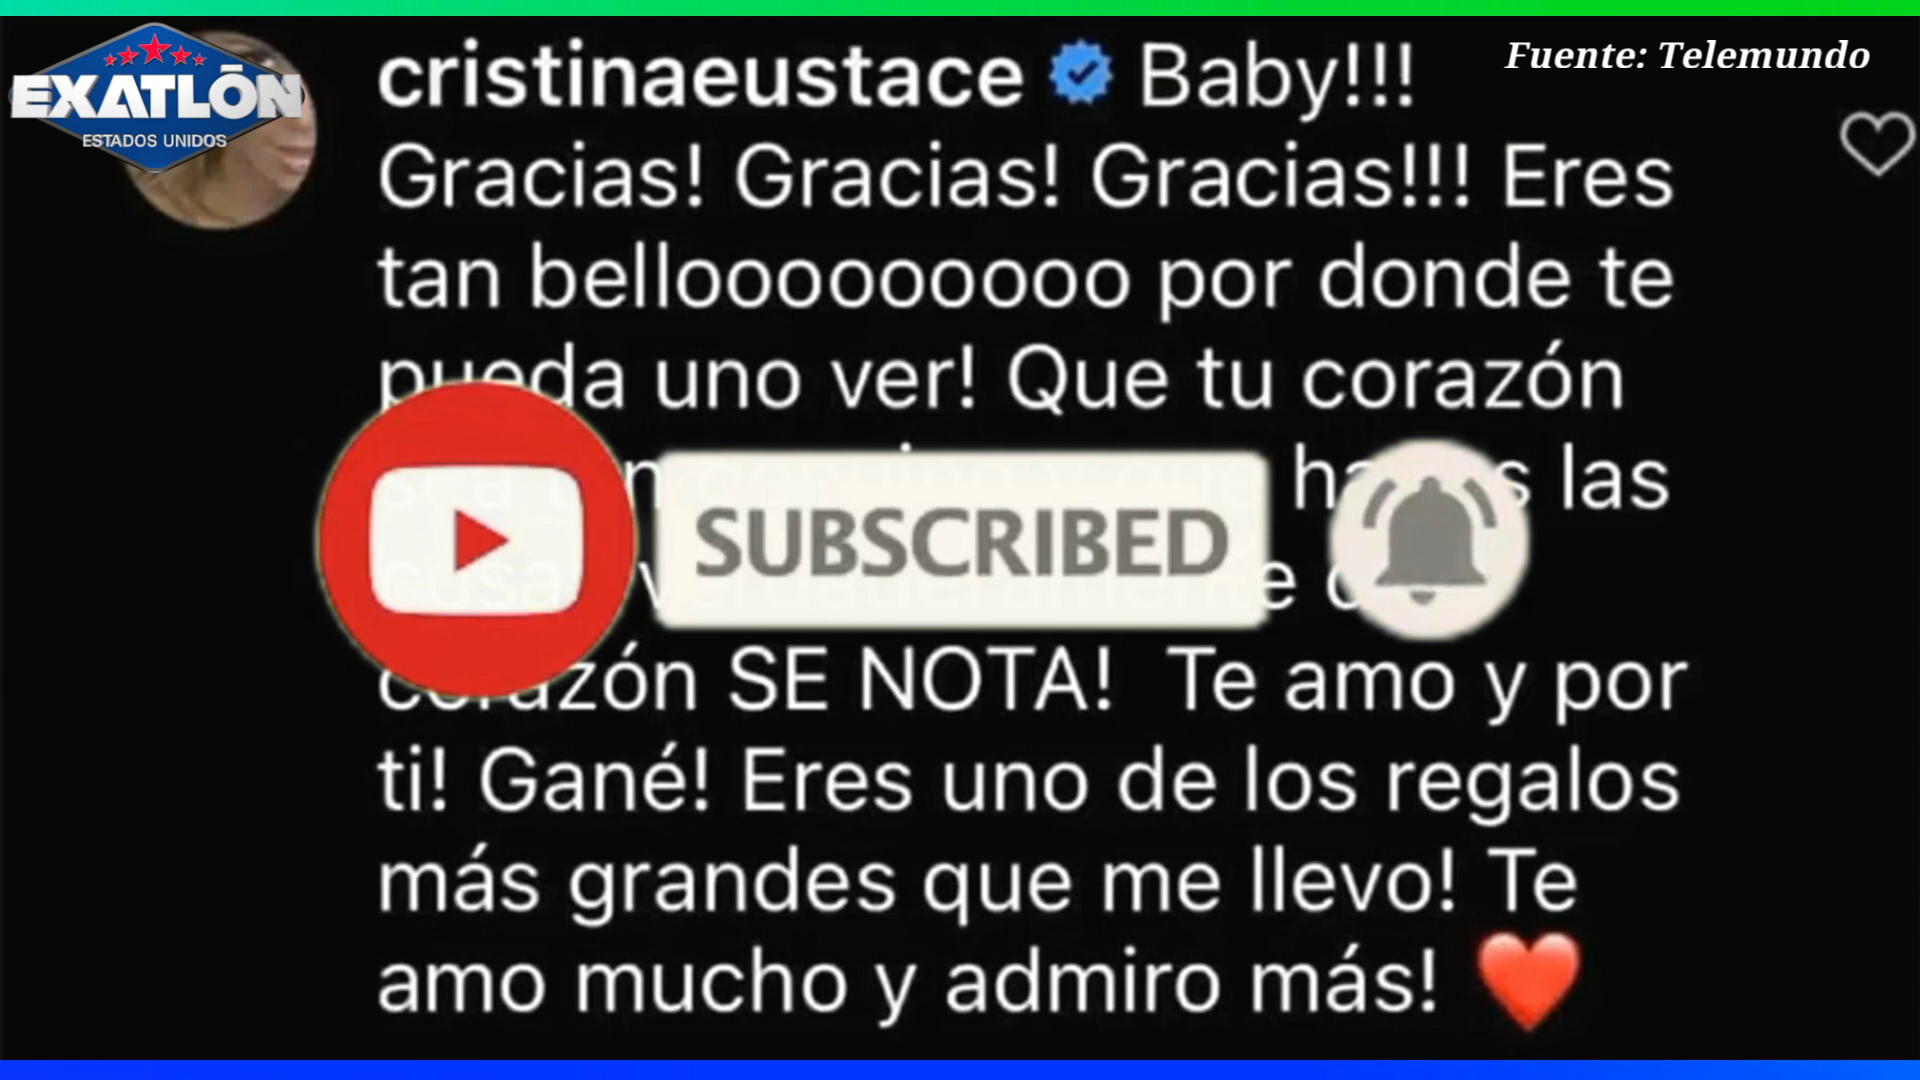 EXATLÓN
ESTADOS UNIDOS
Fuente: Telemundo
cristinaeustace Baby!!!
Gracias! Gracias! Gracias!!! Eres
tan bellooooooooo por donde te
pueda uno ver! Que tu corazón
las
SUBSCRIBED
corazón SE NOTA! Te amo y por
ti! Gané! Eres uno de los regalos
más grandes que me llevo! Te
amo mucho y admiro más! ❤️